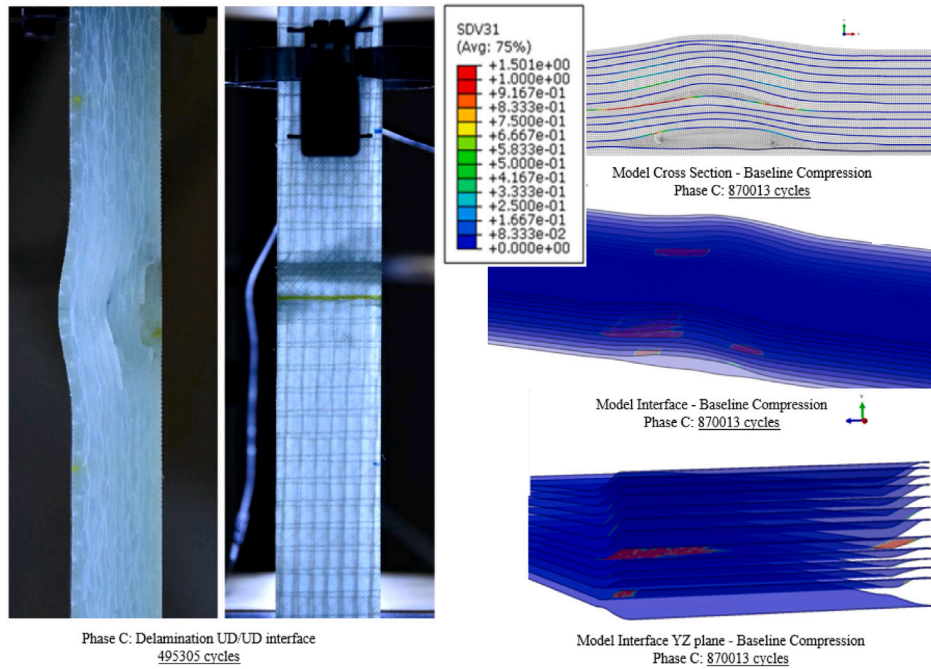 SDV31
(Avg: 75%)
+1.501e+00
+1.000e+00
+9.167e-01
+8.333e-01
+7.500e-01
+6.667e-01
+5.833e-01
+5.000e-01
+4.167e-01
+3.333e-01
+2.500e-01
+1.667e-01
+8.333e-02
+0.000e+00
Model Cross Section - Baseline Compression
Phase C: 870013 cycles
Model Interface - Baseline Compression
Phase C: 870013 cycles
Phase C: Delamination UD/UD interface
495305 cycles
Model Interface YZ plane - Baseline Compression
Phase C: 870013 cycles